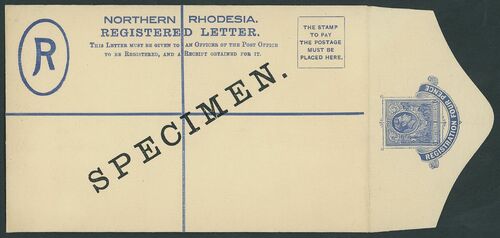 NORTHERN RHODESIA.
REGISTERED LETTER.
THIS LETTER MUST BE GIVEN TO AN OFFICER OF THE POST OFFICE
TO BE REGISTERED, AND A RECEIPT OBTAINED FOR IT.
R
THE STAMP
TO PAY
THE POSTAGE
MUST BE
PLACED HERE.
SPECIMEN.
REGISTRATION FOUR PENCE